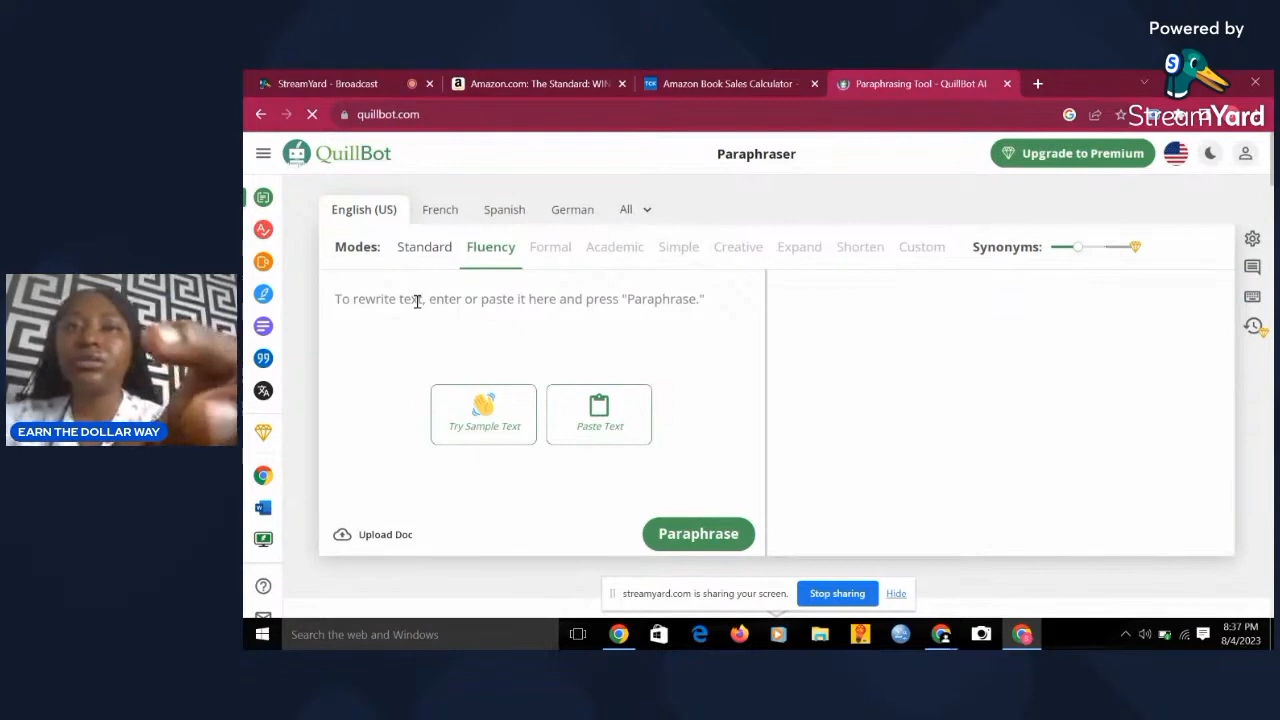 Powered by
StreamYard
StreamYard - Broadcast
Amazon.com: The Standard: WIN
Amazon Book Sales Calculator -
Paraphrasing Tool - QuillBot AI
quillbot.com
QuillBot
Paraphraser
Upgrade to Premium
English (US)
French
Spanish
German
All
Modes:
Standard
Fluency
Formal
Academic
Simple
Creative
Expand
Shorten
Custom
Synonyms:
To rewrite text, enter or paste it here and press "Paraphrase."
Try Sample Text
Paste Text
EARN THE DOLLAR WAY
Upload Doc
Paraphrase
streamyard.com is sharing your screen.
Stop sharing
Hide
Search the web and Windows
8:37 PM
8/4/2023